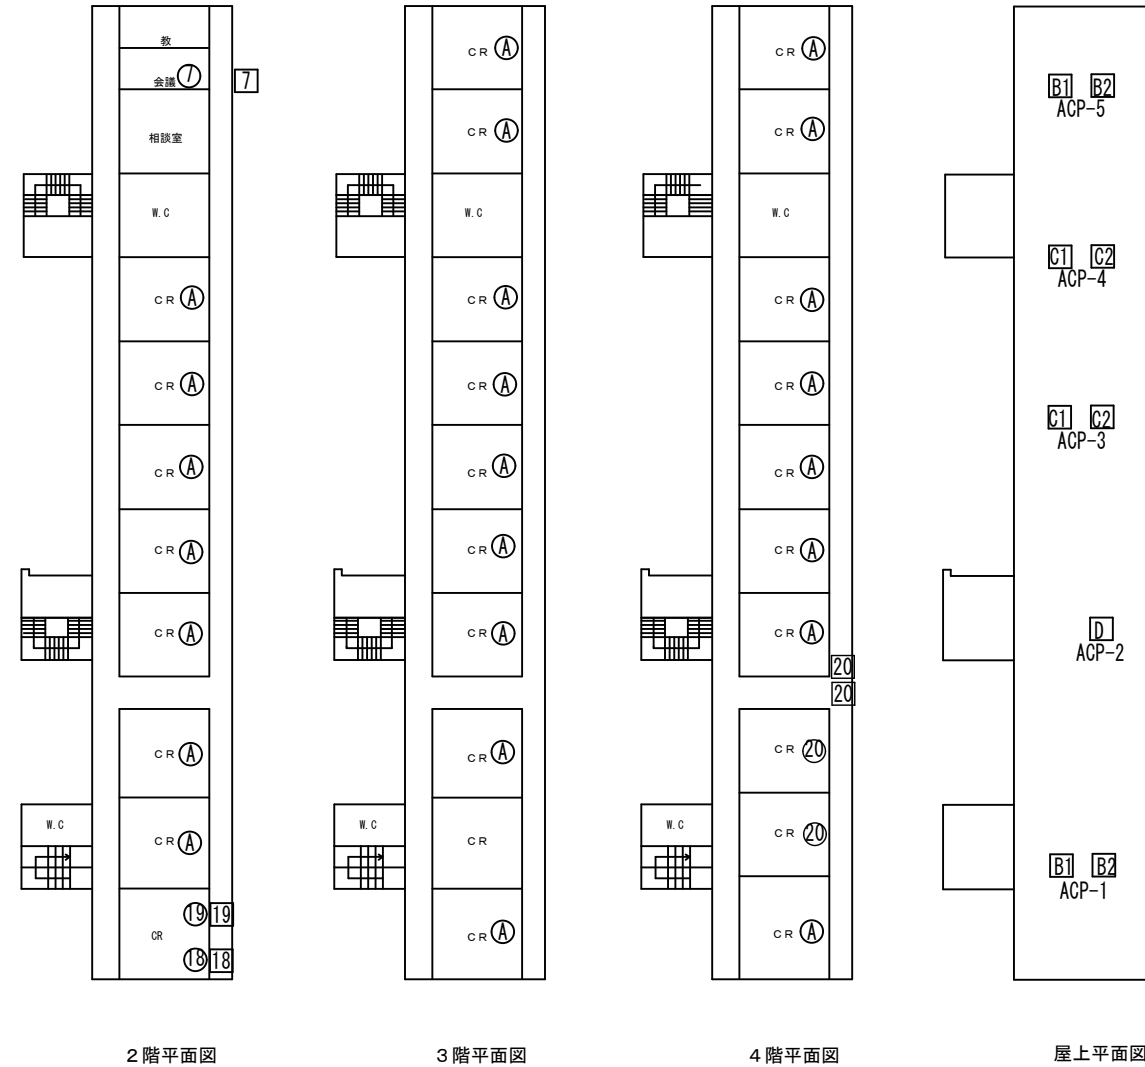 教
会議 7 7
相談室
W.C
CR A
CR A
CR A
CR A
CR A
CR A
W.C
CR A
19 19
CR
18 18
2階平面図
CR A
CR A
W.C
CR A
CR A
CR A
CR A
CR A
CR A
W.C
CR
CR A
3階平面図
CR A
CR A
W.C
CR A
CR A
CR A
CR A
CR A
20
20
CR 20
W.C
CR 20
CR A
4階平面図
B1 B2
ACP-5
C1 C2
ACP-4
C1 C2
ACP-3
D
ACP-2
B1 B2
ACP-1
屋上平面図